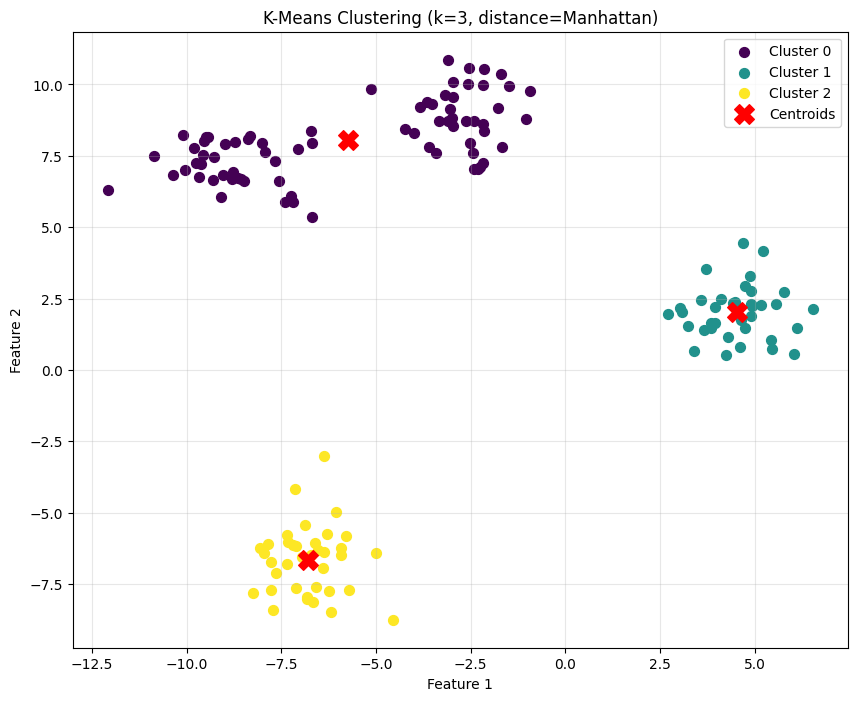 K-Means Clustering (k=3, distance=Manhattan)
Cluster 0
Cluster 1
Cluster 2
Centroids
10.0
7.5
5.0
2.5
0.0
−2.5
−5.0
−7.5
Feature 2
−12.5 −10.0 −7.5 −5.0 −2.5 0.0 2.5 5.0
Feature 1